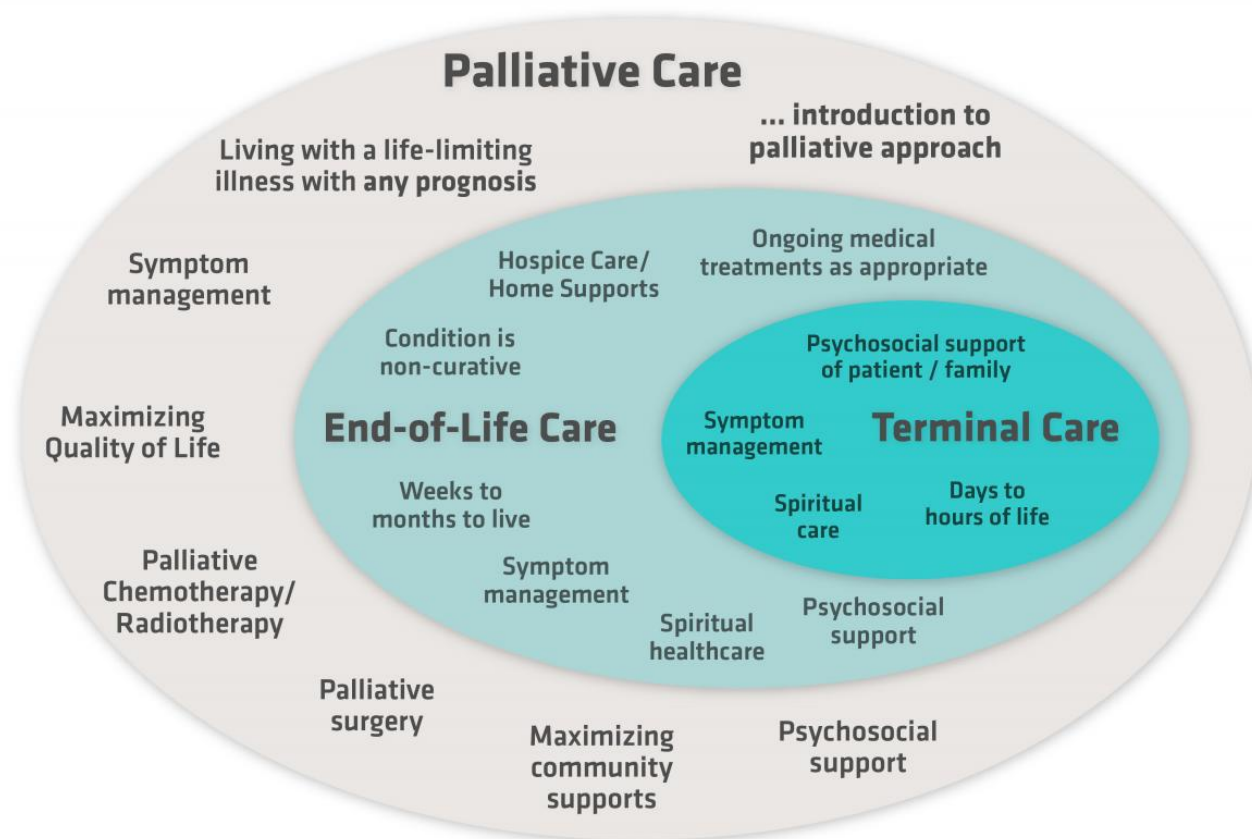 Palliative Care
... introduction to
palliative approach
Living with a life-limiting
illness with any prognosis
Symptom
management
Maximizing
Quality of Life
Palliative
Chemotherapy/
Radiotherapy
Palliative
surgery
Maximizing
community
supports
Psychosocial
support
Hospice Care/
Home Supports
Ongoing medical
treatments as appropriate
Condition is
non-curative
End-of-Life Care
Weeks to
months to live
Symptom
management
Spiritual
healthcare
Psychosocial
support
Psychosocial support
of patient / family
Symptom
management
Terminal Care
Spiritual
care
Days to
hours of life